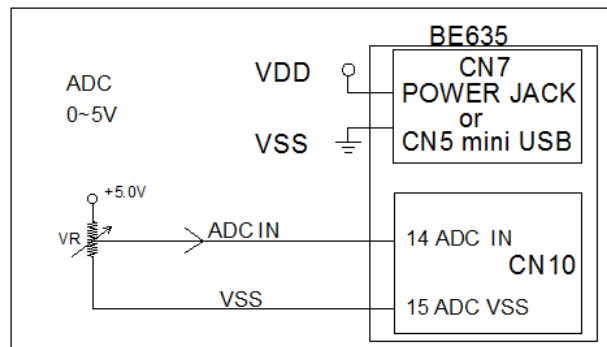 BE635
ADC
0~5V
VDD
VSS
CN7
POWER JACK
or
CN5 mini USB
+5.0V
VR
ADC IN
14 ADC IN
CN10
VSS
15 ADC VSS